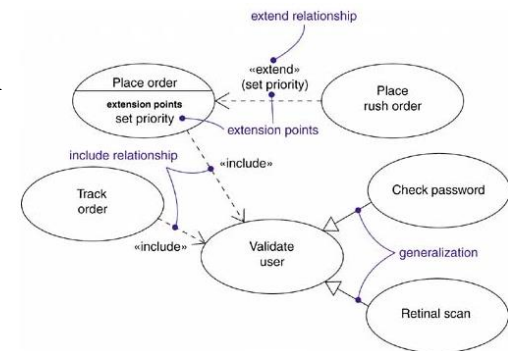 extend relationship
«extend»
(set priority)
Place order
extension points
set priority
Place
rush order
extension points
include relationship
«include»
Track
order
Check password
«include»
Validate
user
generalization
Retinal scan